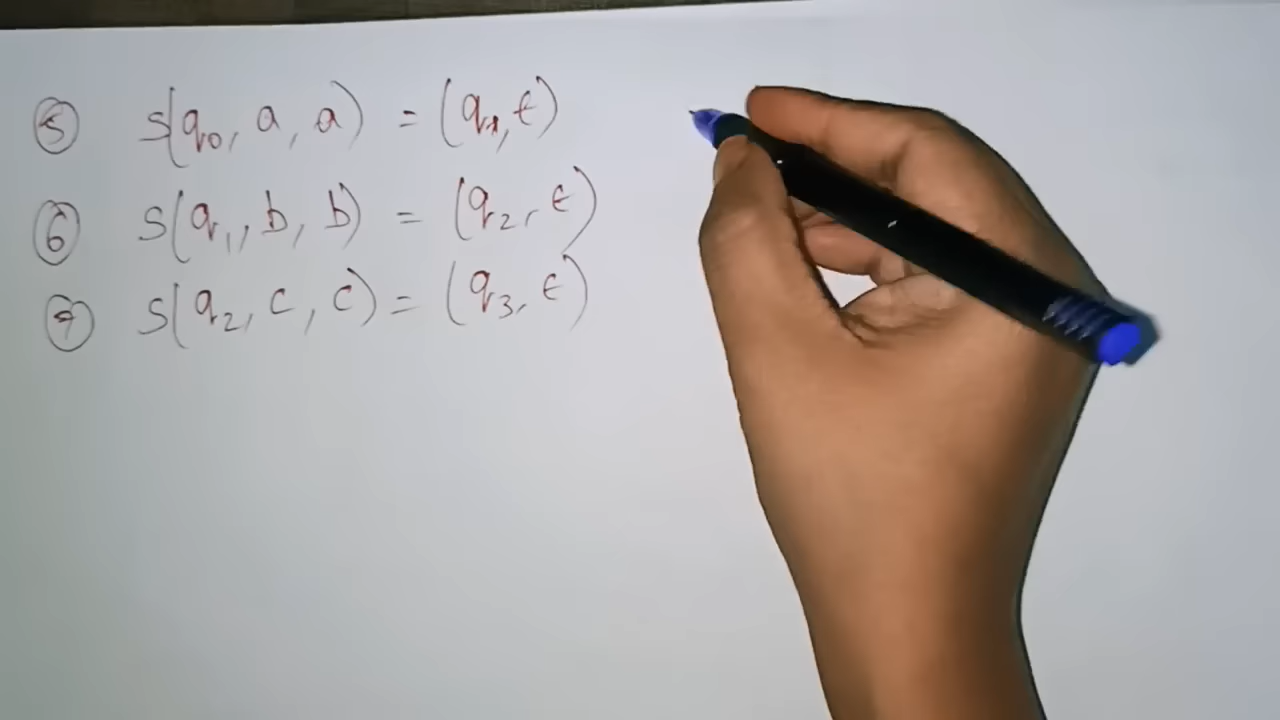 ⑤ δ(q₀, a, a) = (q₁, ε)
⑥ δ(q₁, b, b) = (q₂, ε)
⑦ δ(q₂, c, c) = (q₃, ε)